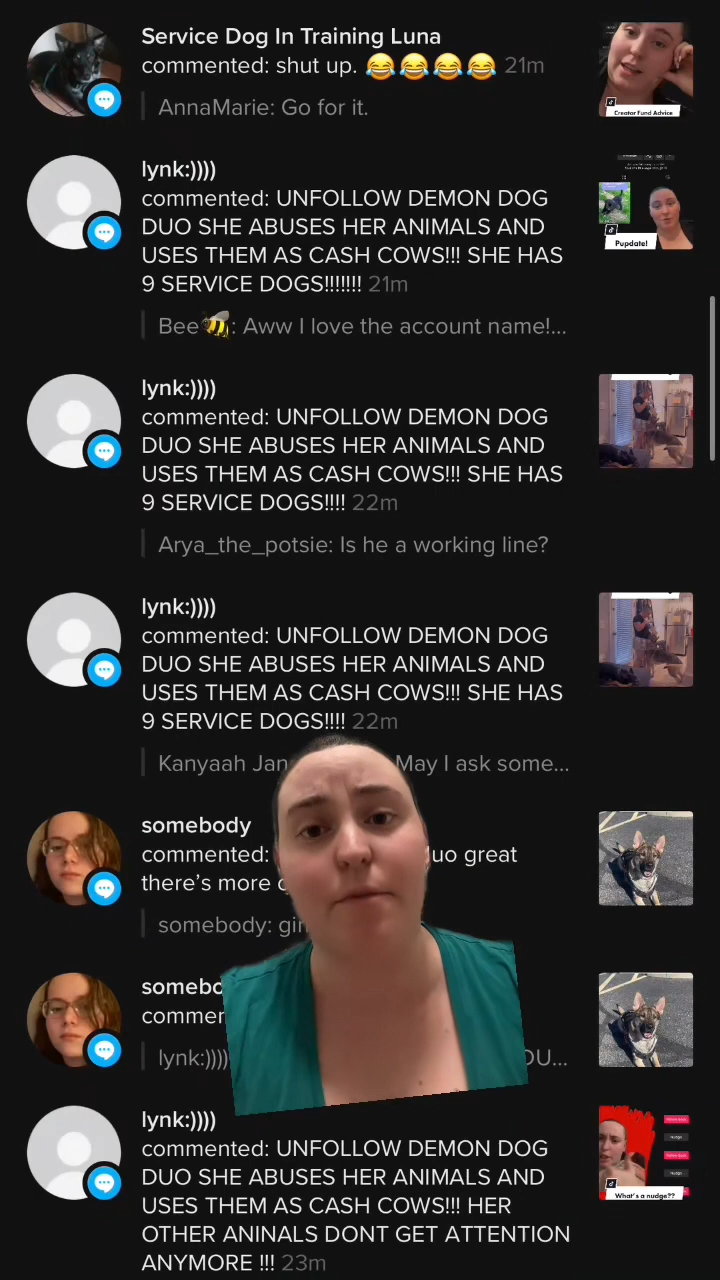 Service Dog In Training Luna
commented: shut up. 😂😂😂😂 21m
AnnaMarie: Go for it.
Creator Fund Advice
lynk:))))
commented: UNFOLLOW DEMON DOG
DUO SHE ABUSES HER ANIMALS AND
USES THEM AS CASH COWS!!! SHE HAS
9 SERVICE DOGS!!!!!!! 21m
Bee🐝: Aww I love the account name!...
Pupdate!
lynk:))))
commented: UNFOLLOW DEMON DOG
DUO SHE ABUSES HER ANIMALS AND
USES THEM AS CASH COWS!!! SHE HAS
9 SERVICE DOGS!!!! 22m
Arya_the_potsie: Is he a working line?
lynk:))))
commented: UNFOLLOW DEMON DOG
DUO SHE ABUSES HER ANIMALS AND
USES THEM AS CASH COWS!!! SHE HAS
9 SERVICE DOGS!!!! 22m
Kanyaah Jan May I ask some...
somebody
commented: uo great
there's more
somebody:
lynk:)))) OU...
lynk:))))
commented: UNFOLLOW DEMON DOG
DUO SHE ABUSES HER ANIMALS AND
USES THEM AS CASH COWS!!! HER
OTHER ANINALS DONT GET ATTENTION
ANYMORE !!! 23m
What's a nudge??